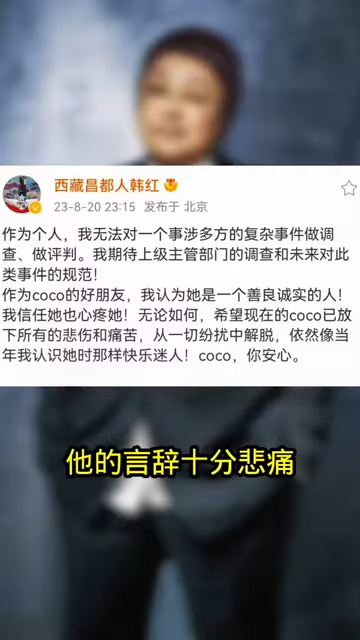 西藏昌都人韩红
23-8-20 23:15 发布于 北京
作为个人，我无法对一个事涉多方的复杂事件做调
查、做评判。我期待上级主管部门的调查和未来对此
类事件的规范！
作为coco的好朋友，我认为她是一个善良诚实的人！
我信任她也心疼她！无论如何，希望现在的coco已放
下所有的悲伤和痛苦，从一切纷扰中解脱，依然像当
年我认识她时那样快乐迷人！coco，你安心。
他的言辞十分悲痛